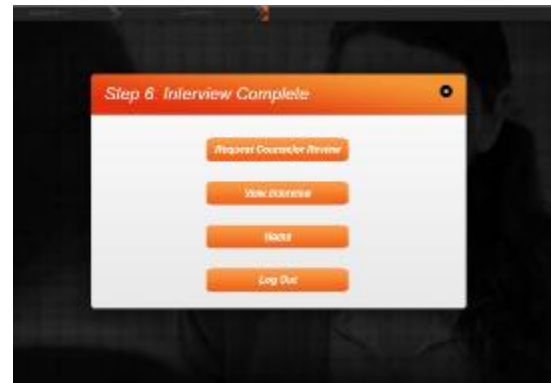 Step 6: Interview Complete
Request Counselor Review
View Interview
Home
Log Out